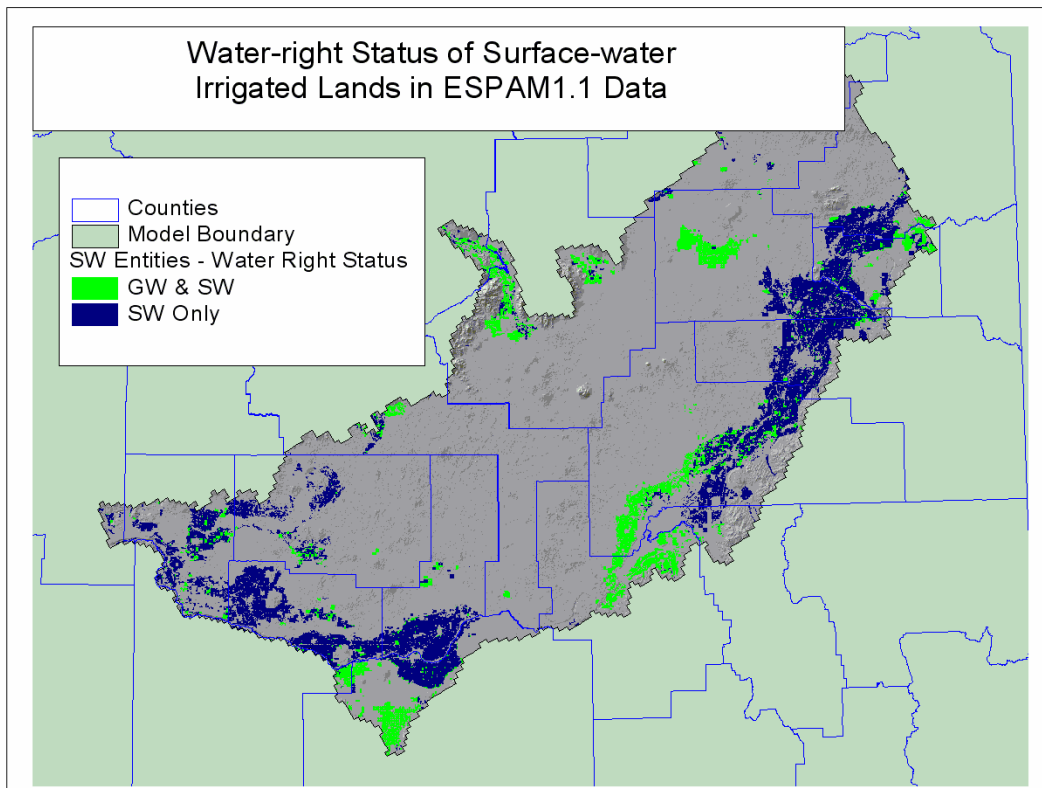 Water-right Status of Surface-water
Irrigated Lands in ESPAM1.1 Data
Counties
Model Boundary
SW Entities - Water Right Status
GW & SW
SW Only